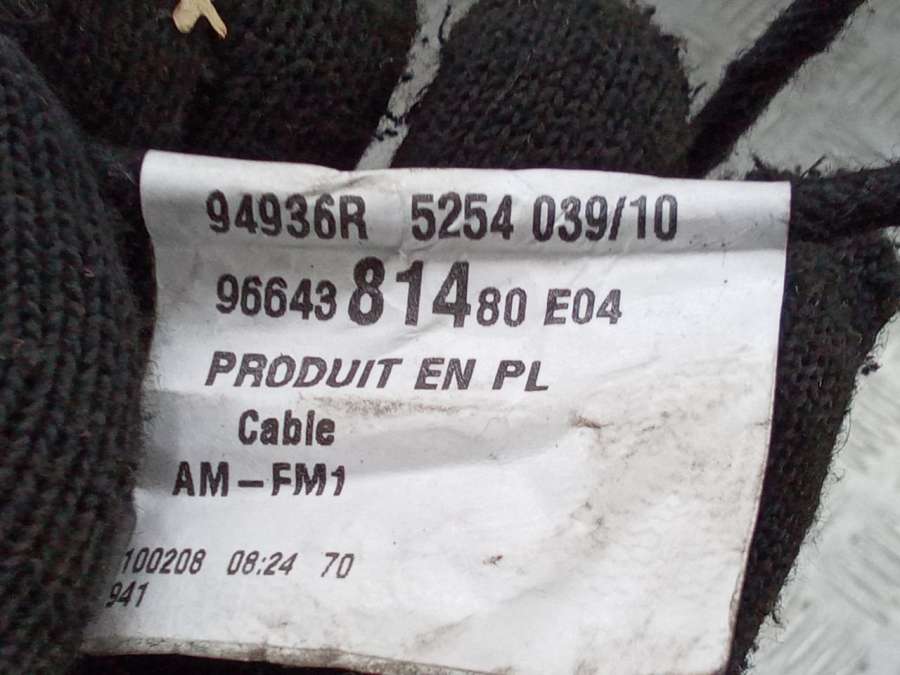 94936R 5254 039/10
96643 814 80 E04
PRODUIT EN PL
Cable
AM-FM1
100208 08:24 70
941